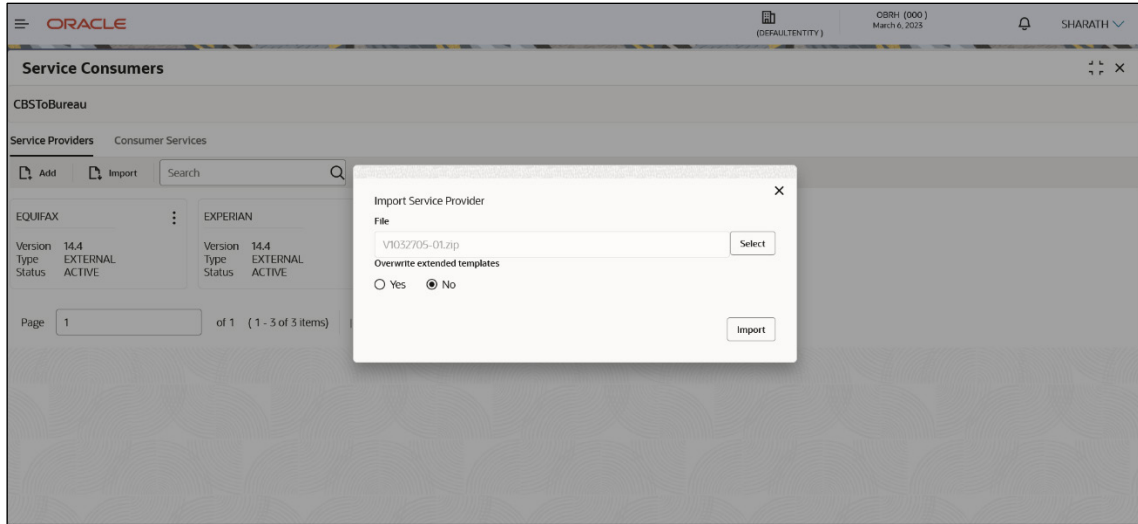 ORACLE
(DEFAULTENTITY )
OBRH (000 )
March 6, 2023
SHARATH
Service Consumers
CBSToBureau
Service Providers Consumer Services
Add Import Search
Import Service Provider
File
V1032705-01.zip Select
Overwrite extended templates
Yes No
Import
EQUIFAX
Version 14.4
Type EXTERNAL
Status ACTIVE
EXPERIAN
Version 14.4
Type EXTERNAL
Status ACTIVE
Page 1 of 1 ( 1 - 3 of 3 items)